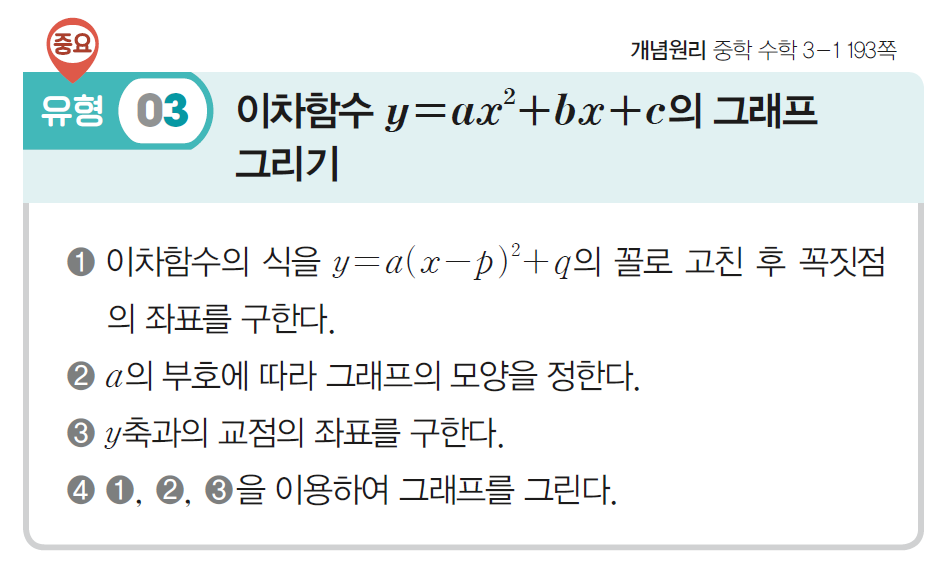 중요
개념원리 중학 수학 3-1 193쪽
유형 03 이차함수 y=ax²+bx+c의 그래프
그리기
❶ 이차함수의 식을 y=a(x-p)²+q의 꼴로 고친 후 꼭짓점
의 좌표를 구한다.
❷ a의 부호에 따라 그래프의 모양을 정한다.
❸ y축과의 교점의 좌표를 구한다.
❹ ❶, ❷, ❸을 이용하여 그래프를 그린다.